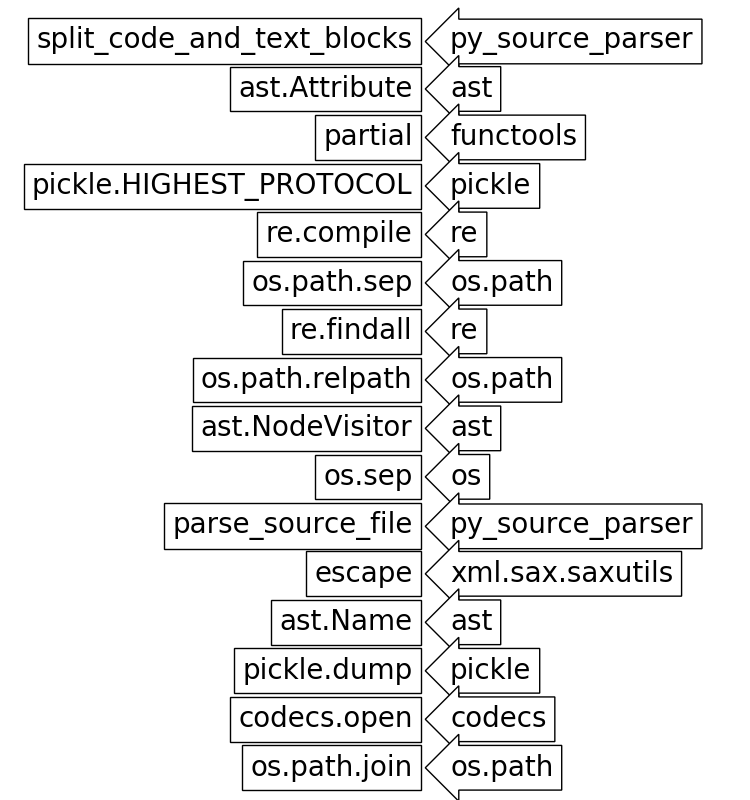 split_code_and_text_blocks py_source_parser
ast.Attribute ast
partial functools
pickle.HIGHEST_PROTOCOL pickle
re.compile re
os.path.sep os.path
re.findall re
os.path.relpath os.path
ast.NodeVisitor ast
os.sep os
parse_source_file py_source_parser
escape xml.sax.saxutils
ast.Name ast
pickle.dump pickle
codecs.open codecs
os.path.join os.path